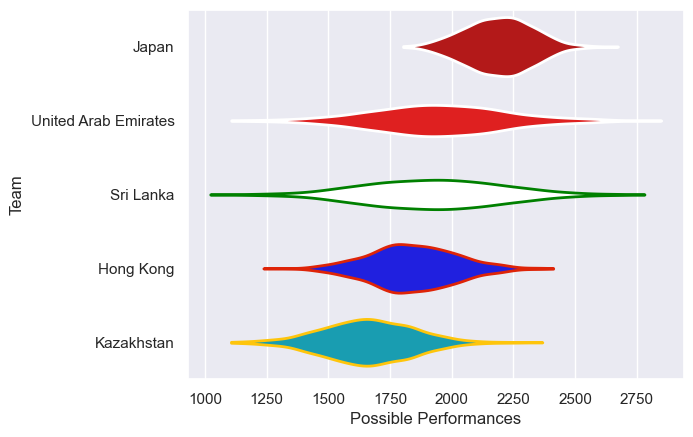 Japan
United Arab Emirates
Sri Lanka
Hong Kong
Kazakhstan
Team
1000 1250 1500 1750 2000 2250 2500 2750
Possible Performances